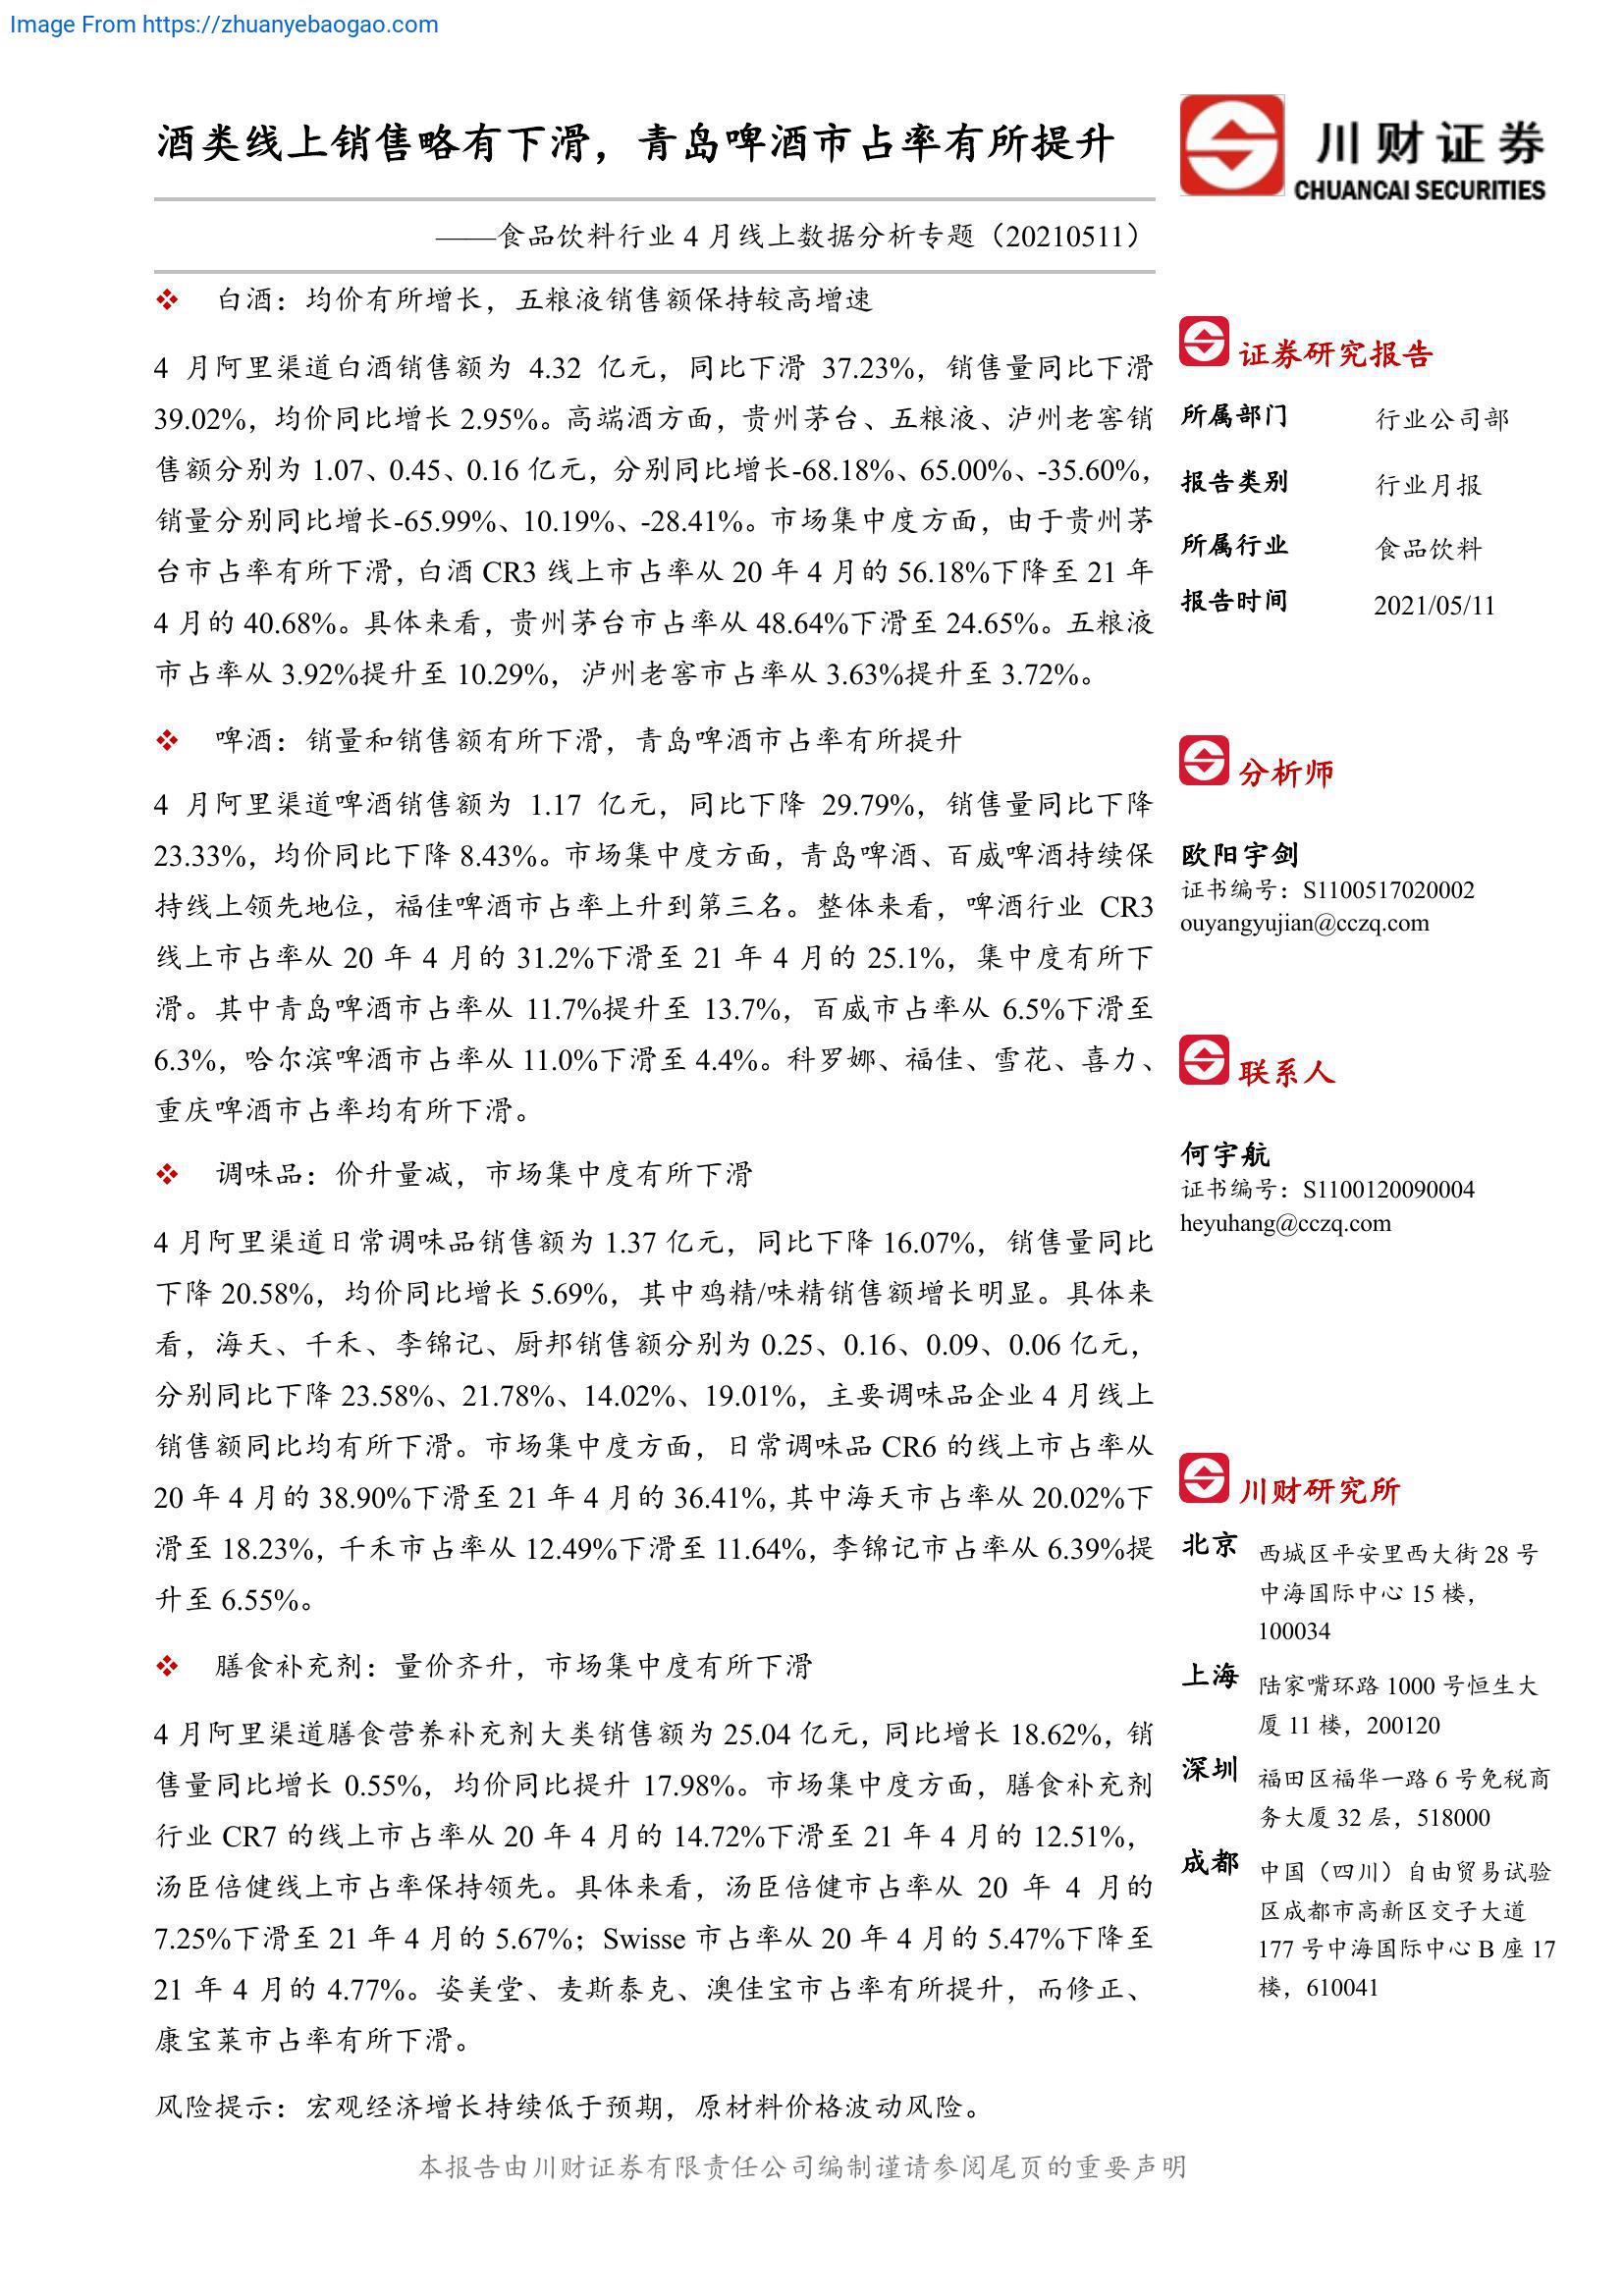 Image From https://zhuanyebaogao.com
酒类线上销售略有下滑，青岛啤酒市占率有所提升
——食品饮料行业 4 月线上数据分析专题（20210511）
川财证券
CHUANCAI SECURITIES
❖ 白酒：均价有所增长，五粮液销售额保持较高增速
4 月阿里渠道白酒销售额为 4.32 亿元，同比下滑 37.23%，销售量同比下滑
39.02%，均价同比增长 2.95%。高端酒方面，贵州茅台、五粮液、泸州老窖销
售额分别为 1.07、0.45、0.16 亿元，分别同比增长-68.18%、65.00%、-35.60%，
销量分别同比增长-65.99%、10.19%、-28.41%。市场集中度方面，由于贵州茅
台市占率有所下滑，白酒 CR3 线上市占率从 20 年 4 月的 56.18%下降至 21 年
4 月的 40.68%。具体来看，贵州茅台市占率从 48.64%下滑至 24.65%。五粮液
市占率从 3.92%提升至 10.29%，泸州老窖市占率从 3.63%提升至 3.72%。
❖ 啤酒：销量和销售额有所下滑，青岛啤酒市占率有所提升
4 月阿里渠道啤酒销售额为 1.17 亿元，同比下降 29.79%，销售量同比下降
23.33%，均价同比下降 8.43%。市场集中度方面，青岛啤酒、百威啤酒持续保
持线上领先地位，福佳啤酒市占率上升到第三名。整体来看，啤酒行业 CR3
线上市占率从 20 年 4 月的 31.2%下滑至 21 年 4 月的 25.1%，集中度有所下
滑。其中青岛啤酒市占率从 11.7%提升至 13.7%，百威市占率从 6.5%下滑至
6.3%，哈尔滨啤酒市占率从 11.0%下滑至 4.4%。科罗娜、福佳、雪花、喜力、
重庆啤酒市占率均有所下滑。
❖ 调味品：价升量减，市场集中度有所下滑
4 月阿里渠道日常调味品销售额为 1.37 亿元，同比下降 16.07%，销售量同比
下降 20.58%，均价同比增长 5.69%，其中鸡精/味精销售额增长明显。具体来
看，海天、千禾、李锦记、厨邦销售额分别为 0.25、0.16、0.09、0.06 亿元，
分别同比下降 23.58%、21.78%、14.02%、19.01%，主要调味品企业 4 月线上
销售额同比均有所下滑。市场集中度方面，日常调味品 CR6 的线上市占率从
20 年 4 月的 38.90%下滑至 21 年 4 月的 36.41%，其中海天市占率从 20.02%下
滑至 18.23%，千禾市占率从 12.49%下滑至 11.64%，李锦记市占率从 6.39%提
升至 6.55%。
❖ 膳食补充剂：量价齐升，市场集中度有所下滑
4 月阿里渠道膳食营养补充剂大类销售额为 25.04 亿元，同比增长 18.62%，销
售量同比增长 0.55%，均价同比提升 17.98%。市场集中度方面，膳食补充剂
行业 CR7 的线上市占率从 20 年 4 月的 14.72%下滑至 21 年 4 月的 12.51%，
汤臣倍健线上市占率保持领先。具体来看，汤臣倍健市占率从 20 年 4 月的
7.25%下滑至 21 年 4 月的 5.67%；Swisse 市占率从 20 年 4 月的 5.47%下降至
21 年 4 月的 4.77%。姿美堂、麦斯泰克、澳佳宝市占率有所提升，而修正、
康宝莱市占率有所下滑。
风险提示：宏观经济增长持续低于预期，原材料价格波动风险。
证券研究报告
所属部门 行业公司部
报告类别 行业月报
所属行业 食品饮料
报告时间 2021/05/11
分析师
欧阳宇剑
证书编号：S1100517020002
ouyangyujian@cczq.com
联系人
何宇航
证书编号：S1100120090004
heyuhang@cczq.com
川财研究所
北京 西城区平安里西大街 28 号
中海国际中心 15 楼，
100034
上海 陆家嘴环路 1000 号恒生大
厦 11 楼，200120
深圳 福田区福华一路 6 号免税商
务大厦 32 层，518000
成都 中国（四川）自由贸易试验
区成都市高新区交子大道
177 号中海国际中心 B 座 17
楼，610041
本报告由川财证券有限责任公司编制谨请参阅尾页的重要声明